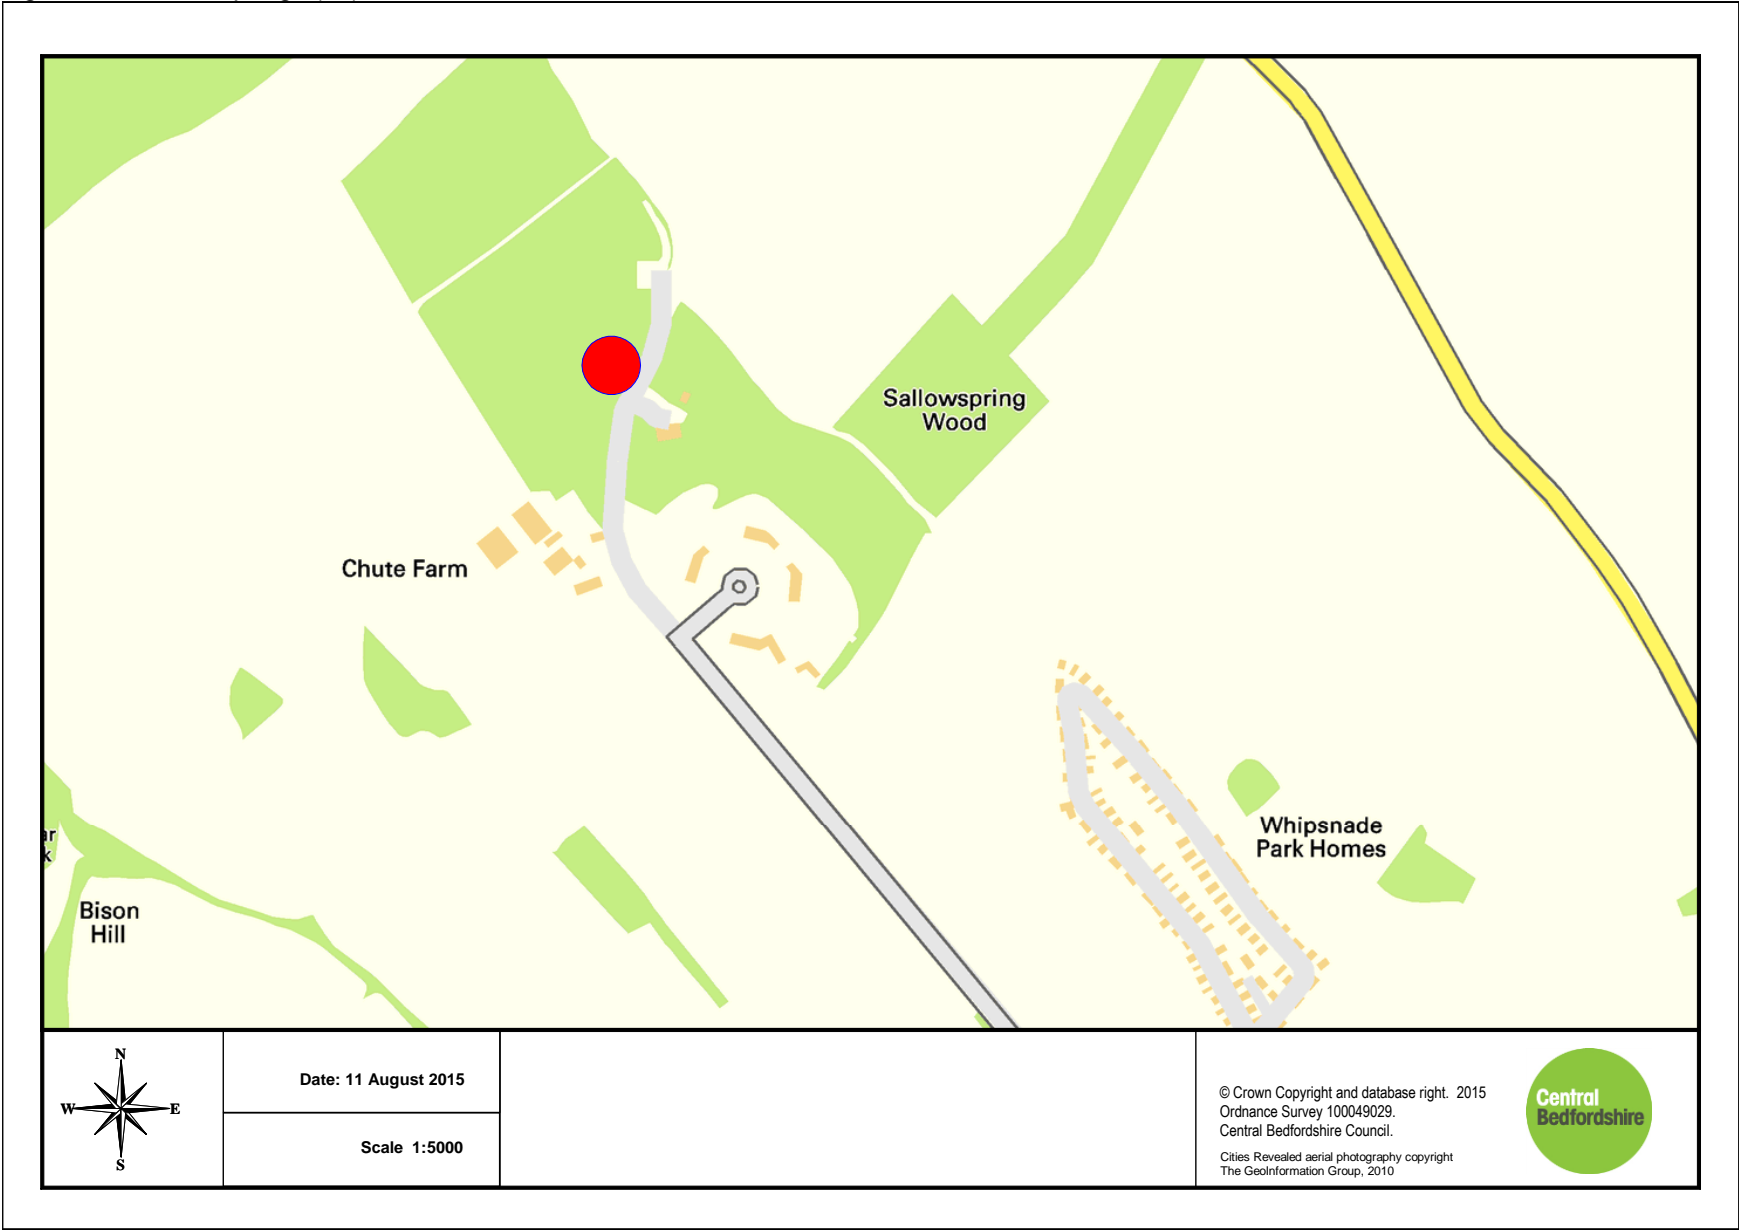 Sallowspring
Wood
Chute Farm
Whipsnade
Park Homes
ar
k
Bison
Hill
N
W
E
S
Date: 11 August 2015
Scale 1:5000
© Crown Copyright and database right. 2015
Ordnance Survey 100049029.
Central Bedfordshire Council.
Cities Revealed aerial photography copyright
The GeoInformation Group, 2010
Central
Bedfordshire